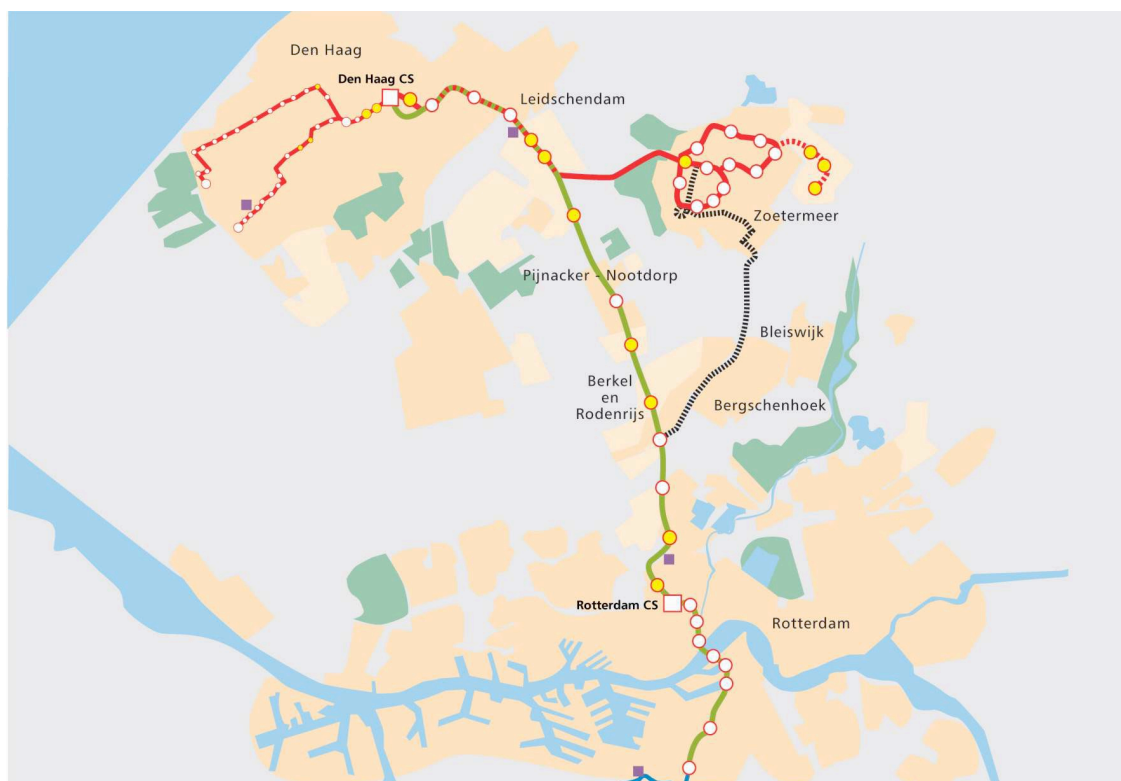 Den Haag
Den Haag CS
Leidschendam
Zoetermeer
Pijnacker - Nootdorp
Bleiswijk
Berkel
en
Rodenrijs
Bergschenhoek
Rotterdam CS
Rotterdam